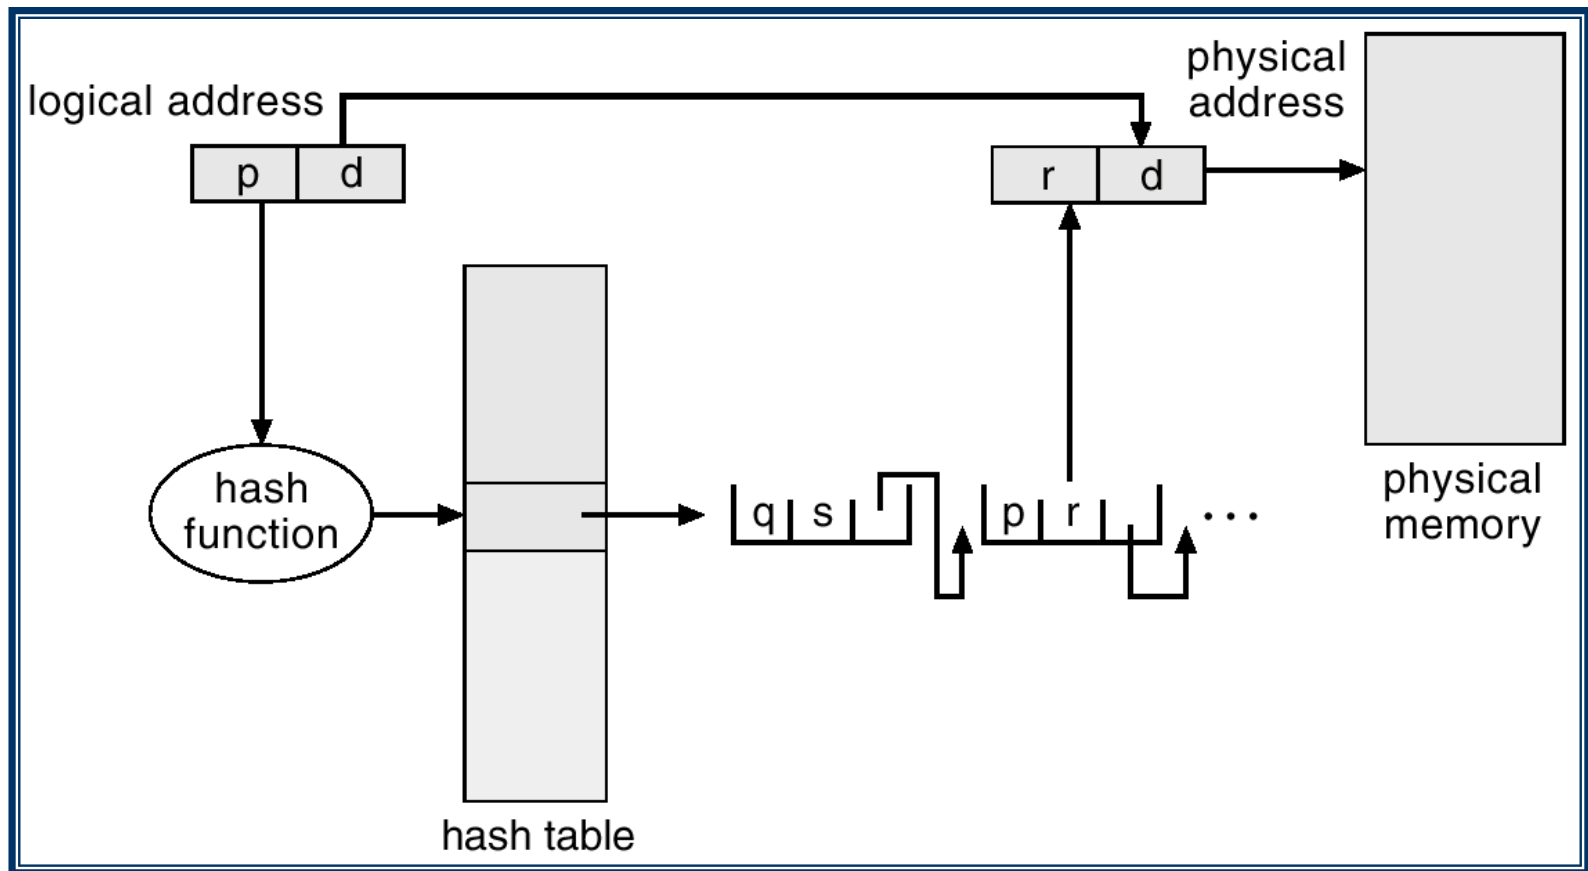 logical address
physical
address
p d
r d
hash
function
q s
p r
...
physical
memory
hash table